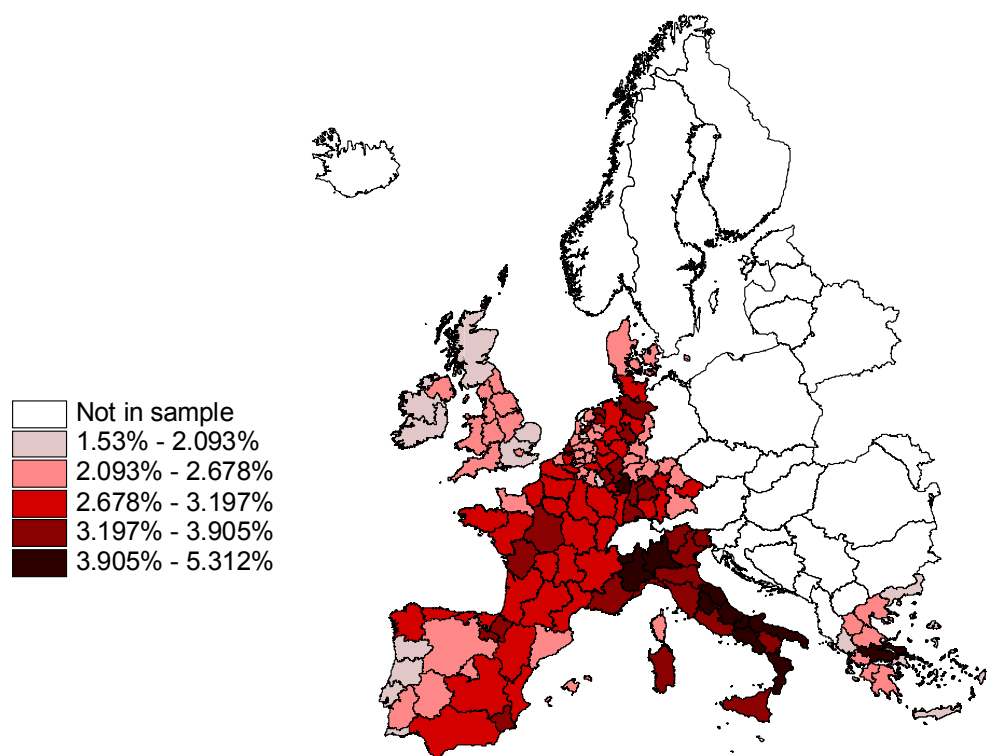 Not in sample
1.53% - 2.093%
2.093% - 2.678%
2.678% - 3.197%
3.197% - 3.905%
3.905% - 5.312%